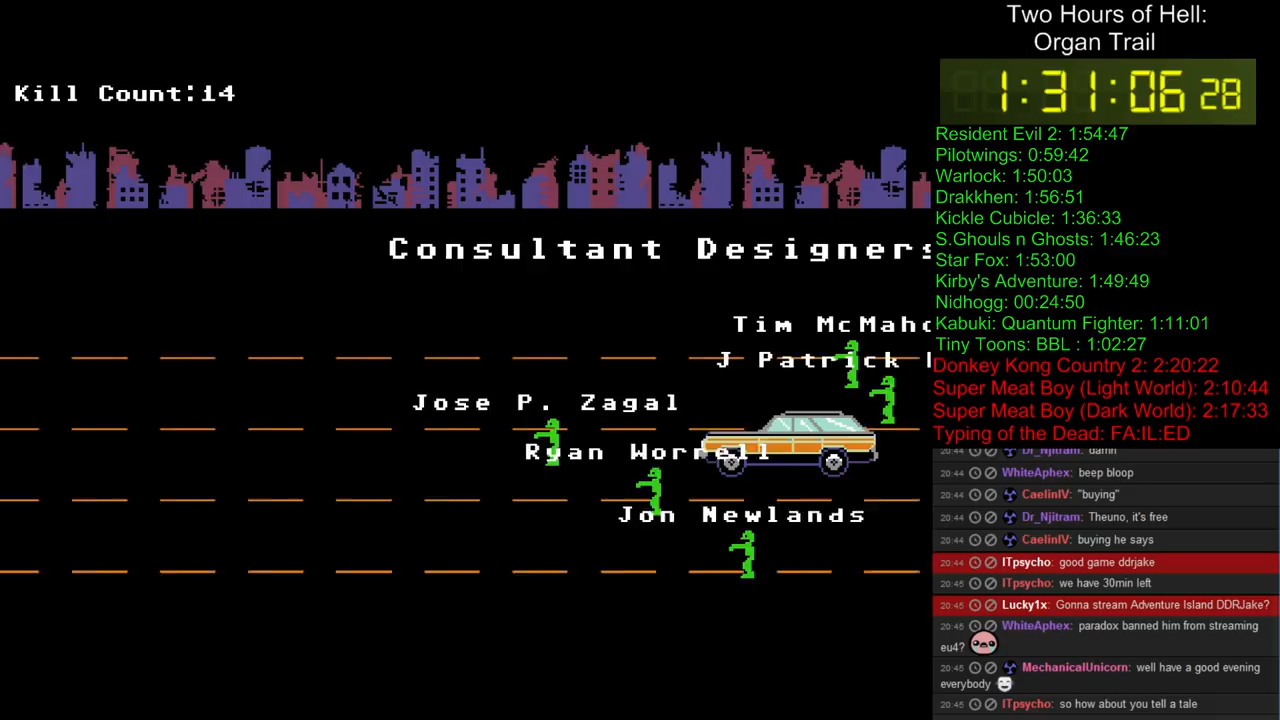 Two Hours of Hell:
Organ Trail
1:31:06 28
Kill Count:14
Resident Evil 2: 1:54:47
Pilotwings: 0:59:42
Warlock: 1:50:03
Drakkhen: 1:56:51
Kickle Cubicle: 1:36:33
S.Ghouls n Ghosts: 1:46:23
Star Fox: 1:53:00
Kirby's Adventure: 1:49:49
Nidhogg: 00:24:50
Kabuki: Quantum Fighter: 1:11:01
Tiny Toons: BBL : 1:02:27
Donkey Kong Country 2: 2:20:22
Super Meat Boy (Light World): 2:10:44
Super Meat Boy (Dark World): 2:17:33
Typing of the Dead: FA:IL:ED
Consultant Designers
Tim McMaho
J Patrick
Jose P. Zagal
Ryan Worrell
Jon Newlands
20:44 Dr_Njitram: damn
20:44 WhiteAphex: beep bloop
20:44 CaelinIV: "buying"
20:44 Dr_Njitram: Theuno, it's free
20:44 CaelinIV: buying he says
20:44 ITpsycho: good game ddrjake
20:45 ITpsycho: we have 30min left
20:45 Lucky1x: Gonna stream Adventure Island DDRJake?
20:45 WhiteAphex: paradox banned him from streaming
eu4?
20:45 MechanicalUnicorn: well have a good evening
everybody
20:45 ITpsycho: so how about you tell a tale